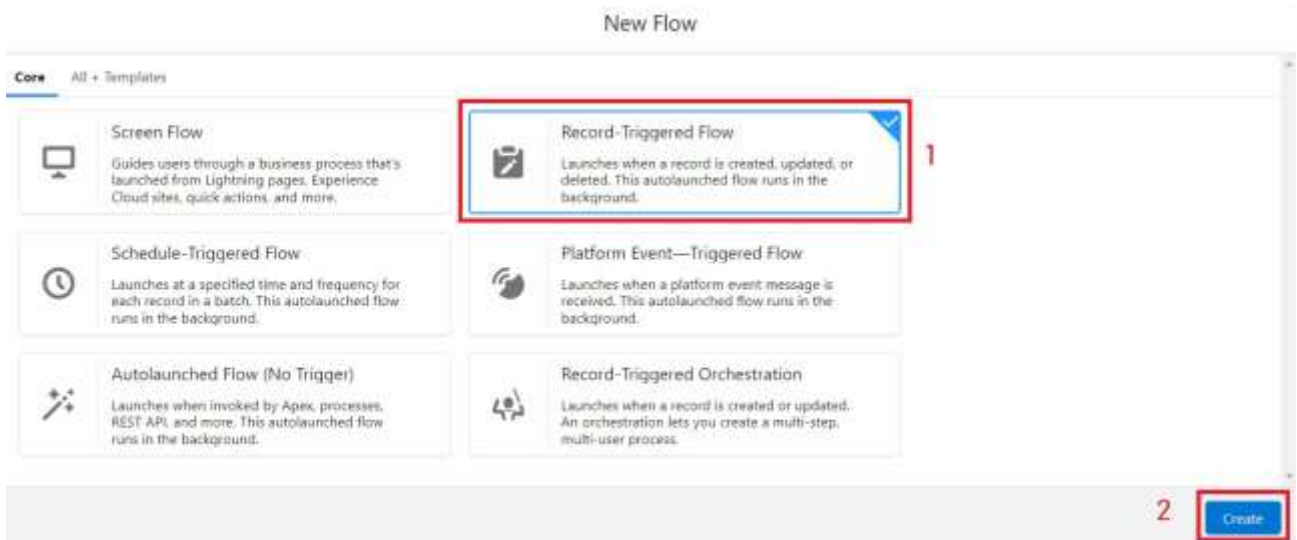 New Flow
Core All + Templates
Screen Flow
Guides users through a business process that's
launched from Lightning pages, Experience
Cloud sites, quick actions, and more.
Record-Triggered Flow
Launches when a record is created, updated, or
deleted. This autolaunched flow runs in the
background.
1
Schedule-Triggered Flow
Launches at a specified time and frequency for
each record in a batch. This autolaunched flow
runs in the background.
Platform Event—Triggered Flow
Launches when a platform event message is
received. This autolaunched flow runs in the
background.
Autolaunched Flow (No Trigger)
Launches when invoked by Apex, processes,
REST API, and more. This autolaunched flow
runs in the background.
Record-Triggered Orchestration
Launches when a record is created or updated.
An orchestration lets you create a multi-step,
multi-user process.
2
Create